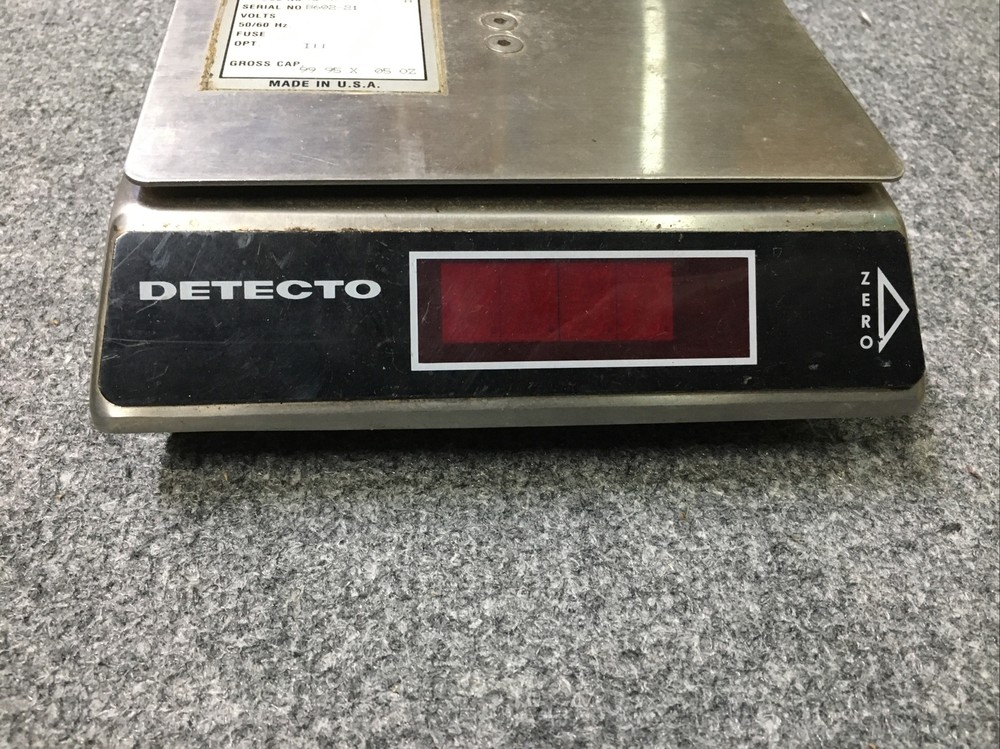 SERIAL NO
VOLTS
50/60 Hz
FUSE
OPT
GROSS CAP
MADE IN U.S.A.
DETECTO
ZERO